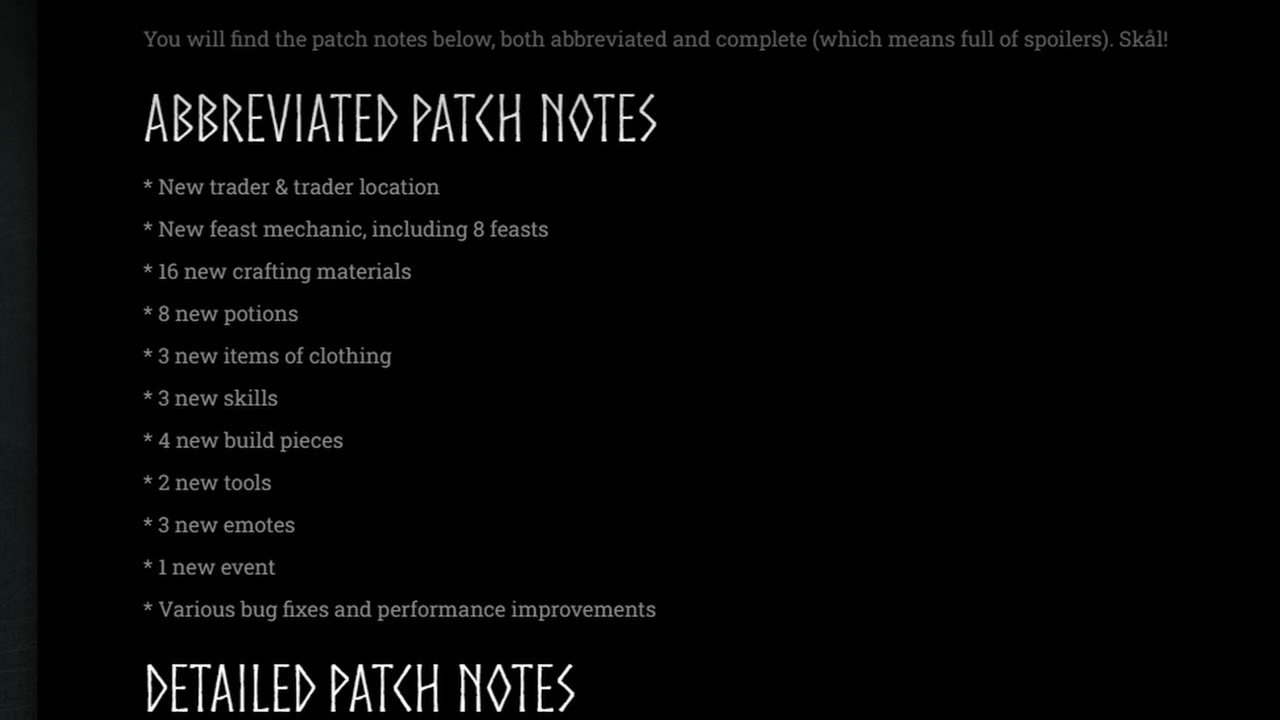 You will find the patch notes below, both abbreviated and complete (which means full of spoilers). Skål!
ABBREVIATED PATCH NOTES
* New trader & trader location
* New feast mechanic, including 8 feasts
* 16 new crafting materials
* 8 new potions
* 3 new items of clothing
* 3 new skills
* 4 new build pieces
* 2 new tools
* 3 new emotes
* 1 new event
* Various bug fixes and performance improvements
DETAILED PATCH NOTES